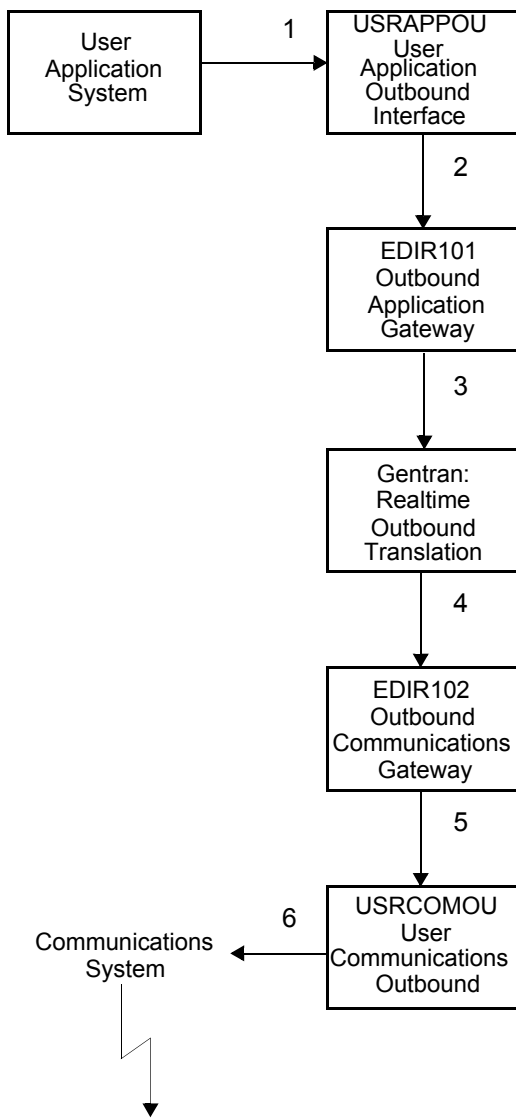 User
Application
System
1
USRAPPOU
User
Application
Outbound
Interface
2
EDIR101
Outbound
Application
Gateway
3
Gentran:
Realtime
Outbound
Translation
4
EDIR102
Outbound
Communications
Gateway
5
USRCOMOU
User
Communications
Outbound
6
Communications
System